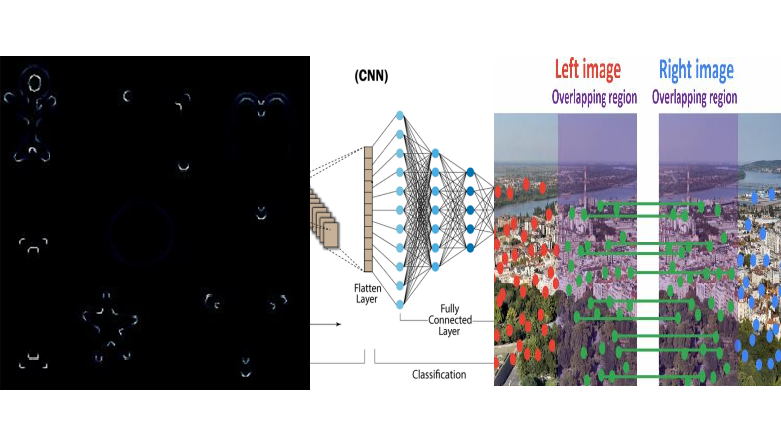 (CNN)
Flatten
Layer
Fully
Connected
Layer
Classification
Left image
Right image
Overlapping region
Overlapping region